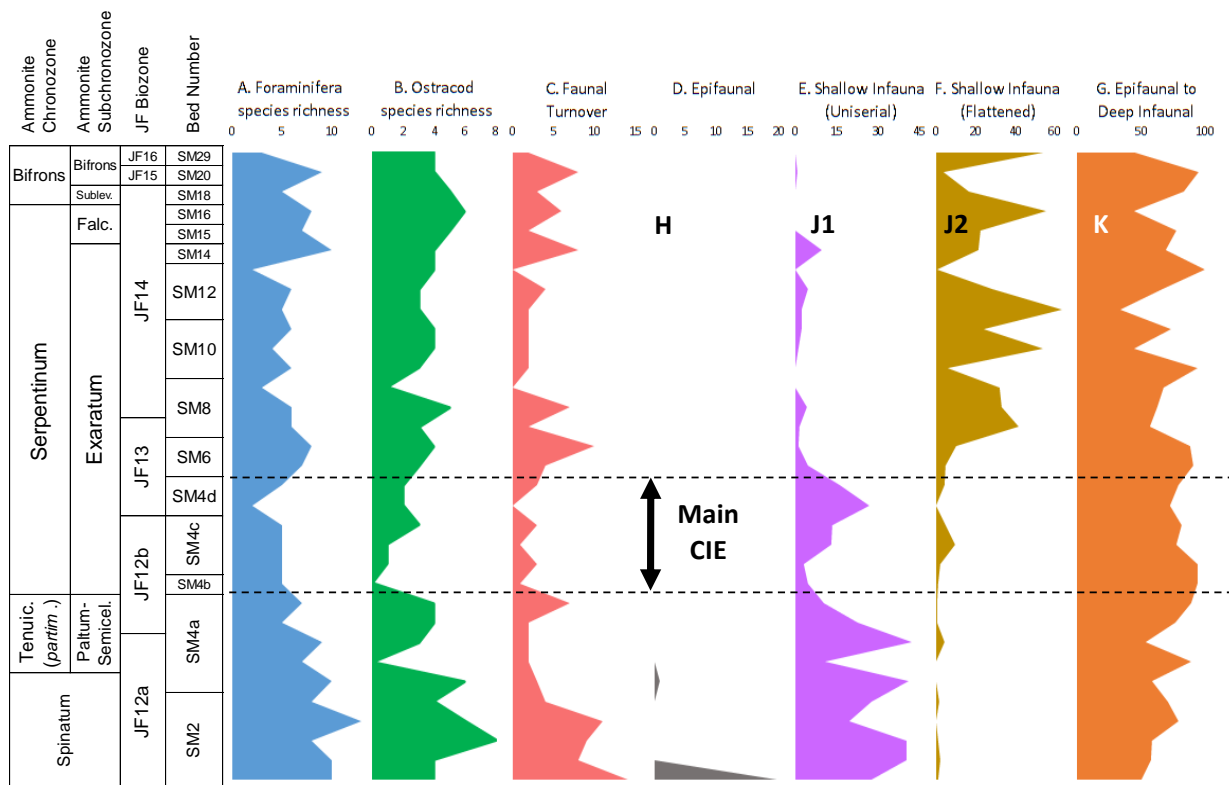 Ammonite
Chronozone
Ammonite
Subchronozone
JF Biozone
Bed Number
A. Foraminifera
species richness
B. Ostracod
species richness
C. Faunal
Turnover
D. Epifaunal
E. Shallow Infauna
(Uniserial)
F. Shallow Infauna
(Flattened)
G. Epifaunal to
Deep Infaunal
0 5 10
0 2 4 6 8
0 5 10 15
0 5 10 15 20
0 15 30 45
0 20 40 60
0 50 100
Bifrons
Serpentinum
Tenuic.
(partim .)
Spinatum
Bifrons
Sublev.
Falc.
Exaratum
Paltum-
Semicel.
JF16
JF15
JF14
JF13
JF12b
JF12a
SM29
SM20
SM18
SM16
SM15
SM14
SM12
SM10
SM8
SM6
SM4d
SM4c
SM4b
SM4a
SM2
H
J1
J2
K
Main
CIE